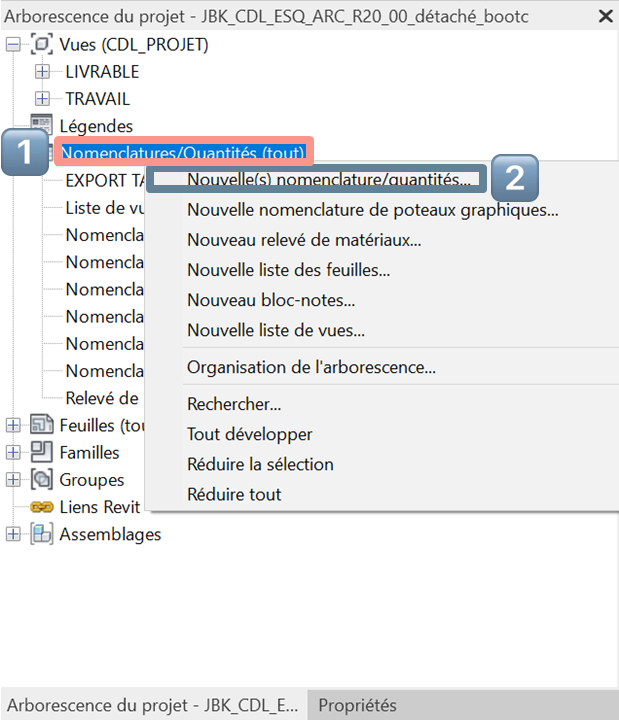 Arborescence du projet - JBK_CDL_ESQ_ARC_R20_00_détaché_bootc
Vues (CDL_PROJET)
LIVRABLE
TRAVAIL
Légendes
1 Nomenclatures/Quantités (tout)
EXPORT TA
Nouvelle(s) nomenclature/quantités... 2
Liste de vu
Nouvelle nomenclature de poteaux graphiques...
Nomencla
Nouveau relevé de matériaux...
Nomencla
Nouvelle liste des feuilles...
Nomencla
Nouveau bloc-notes...
Nomencla
Nouvelle liste de vues...
Nomencla
Nomencla
Organisation de l'arborescence...
Relevé de
Rechercher...
Feuilles (tou
Tout développer
Familles
Réduire la sélection
Groupes
Réduire tout
Liens Revit
Assemblages
Arborescence du projet - JBK_CDL_E... Propriétés